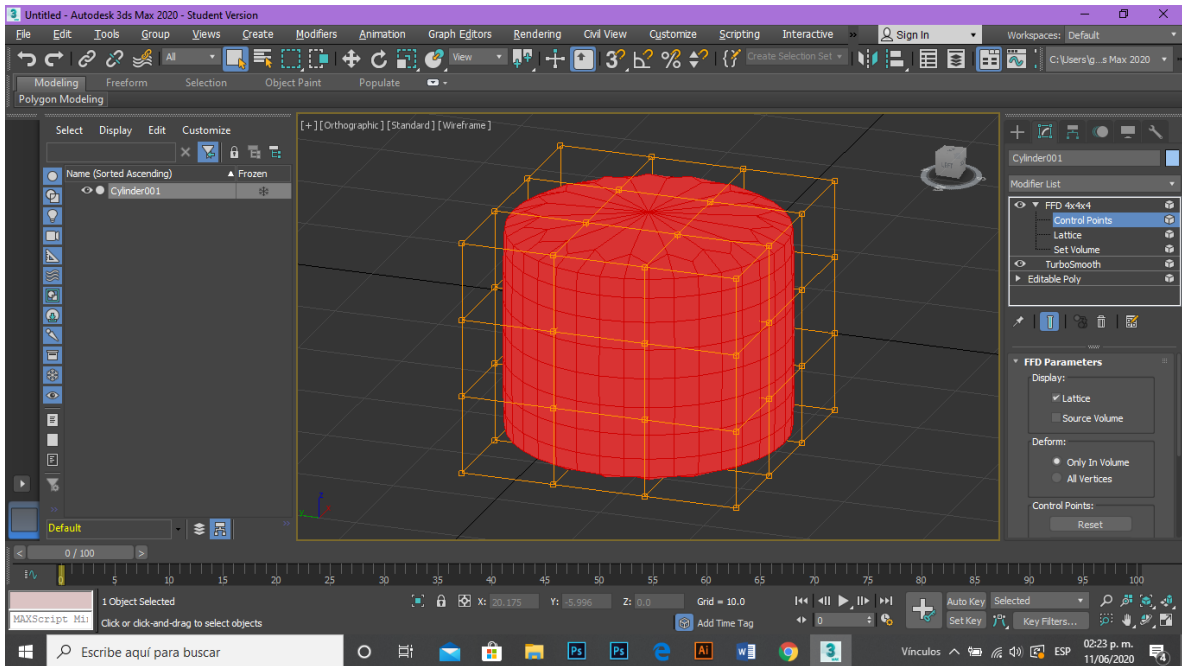 3 Untitled - Autodesk 3ds Max 2020 - Student Version
File Edit Tools Group Views Create Modifiers Animation Graph Editors Rendering Civil View Customize Scripting Interactive » Sign In Workspaces: Default
All View 3 Create Selection Set C:\Users\g...s Max 2020
Modeling Freeform Selection Object Paint Populate
Polygon Modeling
Select Display Edit Customize
Name (Sorted Ascending) ▲ Frozen
Cylinder001
[+] [Orthographic] [Standard] [Wireframe]
Cylinder001
Modifier List
FFD 4x4x4
Control Points
Lattice
Set Volume
TurboSmooth
Editable Poly
FFD Parameters
Display:
Lattice
Source Volume
Deform:
Only In Volume
All Vertices
Control Points:
Reset
z
y
Default
< 0 / 100 >
0 5 10 15 20 25 30 35 40 45 50 55 60 65 70 75 80 85 90 95 100
1 Object Selected X: 20.175 Y: -5.996 Z: 0.0 Grid = 10.0 Auto Key Selected
MAXScript Mi: Click or click-and-drag to select objects Add Time Tag 0 Set Key Key Filters...
Escribe aquí para buscar Ps Ps Ai W 3 Vínculos ESP 02:23 p. m.
11/06/2020 4